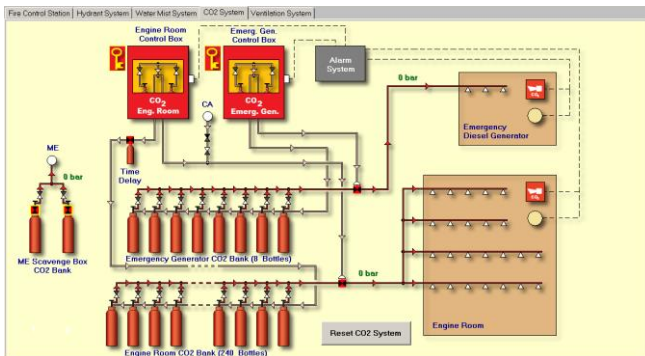 Fire Control Station | Hydrant System | Water Mist System | CO2 System | Ventilation System
Engine Room
Control Box
Emerg. Gen.
Control Box
Alarm
System
CO2
Eng. Room
CO2
Emerg. Gen.
CA
0 bar
CO2
Emergency
Diesel Generator
ME
0 bar
Time
Delay
ME Scavenge Box
CO2 Bank
Emergency Generator CO2 Bank (8 Bottles)
0 bar
CO2
Engine Room
Engine Room CO2 Bank (240 Bottles)
Reset CO2 System